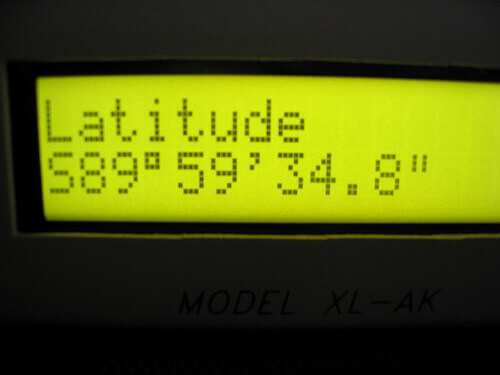 Latitude
S89°59'34.8"
MODEL XL-AK